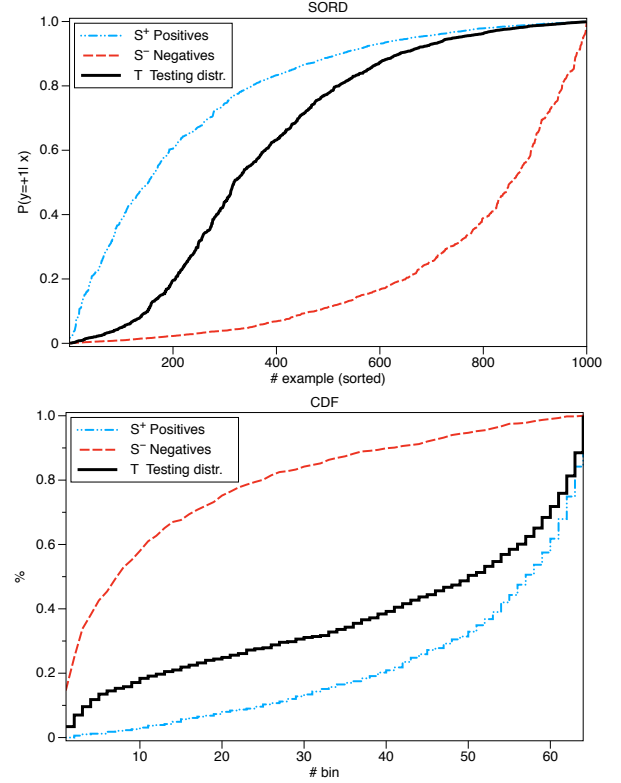 SORD
1.0
0.8
0.6
0.4
0.2
0
P(y=+1| x)
S+ Positives
S− Negatives
T Testing distr.
200
400
600
800
1000
# example (sorted)
CDF
1.0
0.8
0.6
0.4
0.2
0
%
S+ Positives
S− Negatives
T Testing distr.
10
20
30
40
50
60
# bin